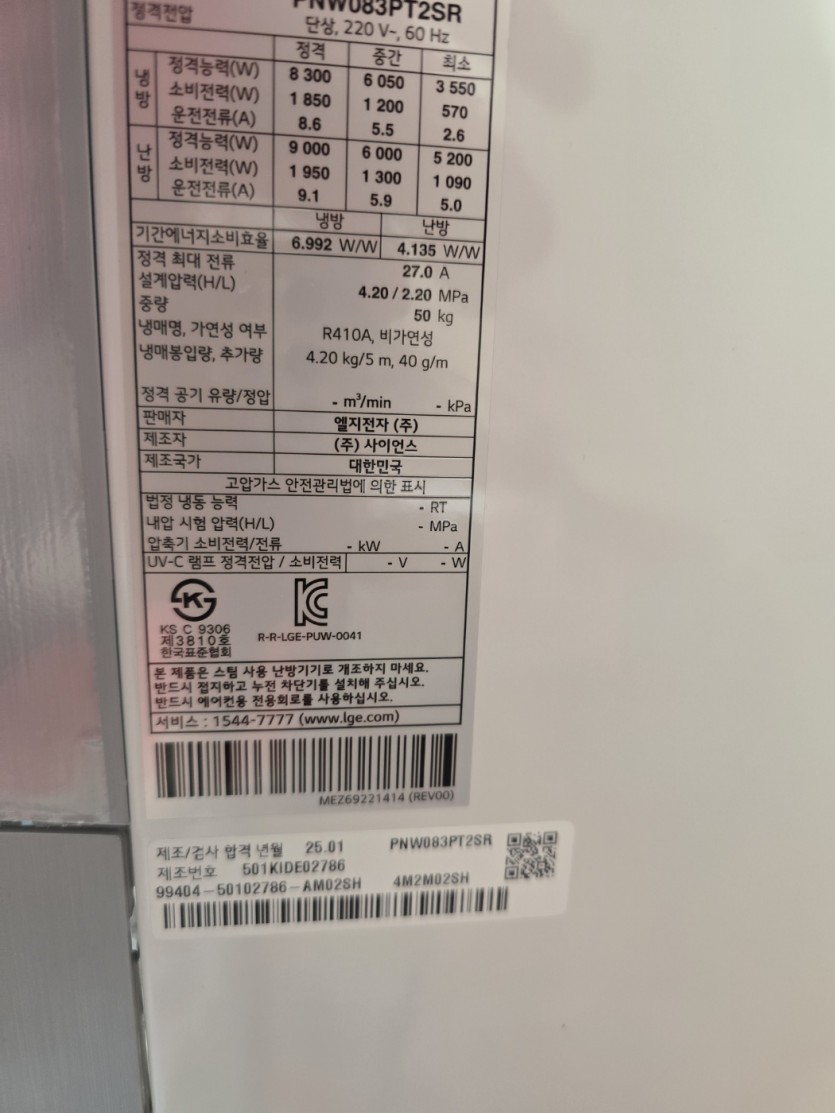 PNW083PT2SR
정격전압 단상, 220 V~, 60 Hz
정격 중간 최소
냉방 정격능력(W) 8 300 6 050 3 550
소비전력(W) 1 850 1 200 570
운전전류(A) 8.6 5.5 2.6
난방 정격능력(W) 9 000 6 000 5 200
소비전력(W) 1 950 1 300 1 090
운전전류(A) 9.1 5.9 5.0
냉방 난방
기간에너지소비효율 6.992 W/W 4.135 W/W
정격 최대 전류 27.0 A
설계압력(H/L) 4.20 / 2.20 MPa
중량 50 kg
냉매명, 가연성 여부 R410A, 비가연성
냉매봉입량, 추가량 4.20 kg/5 m, 40 g/m
정격 공기 유량/정압 - m³/min - kPa
판매자 엘지전자 (주)
제조자 (주) 사이언스
제조국가 대한민국
고압가스 안전관리법에 의한 표시
법정 냉동 능력 - RT
내압 시험 압력(H/L) - MPa
압축기 소비전력/전류 - kW - A
UV-C 램프 정격전압 / 소비전력 - V - W
KS C 9306
제3810호
한국표준협회
R-R-LGE-PUW-0041
본 제품은 스팀 사용 난방기기로 개조하지 마세요.
반드시 접지하고 누전 차단기를 설치해 주십시오.
반드시 에어컨용 전용회로를 사용하십시오.
서비스 : 1544-7777 (www.lge.com)
MEZ69221414 (REV00)
제조/검사 합격 년월 25.01 PNW083PT2SR
제조번호 501KIDE02786
99404-50102786-AM02SH 4M2M02SH